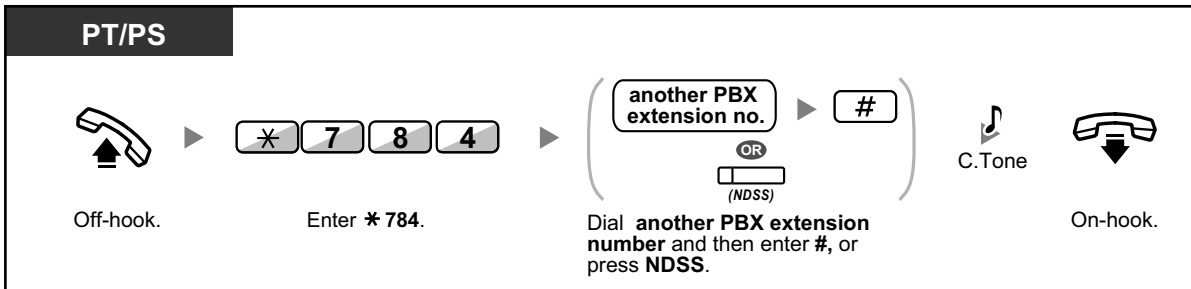 PT/PS
another PBX
extension no.
#
✳ 7 8 4
OR
(NDSS)
C.Tone
Off-hook.
Enter ✳ 784.
Dial another PBX extension
number and then enter #, or
press NDSS.
On-hook.